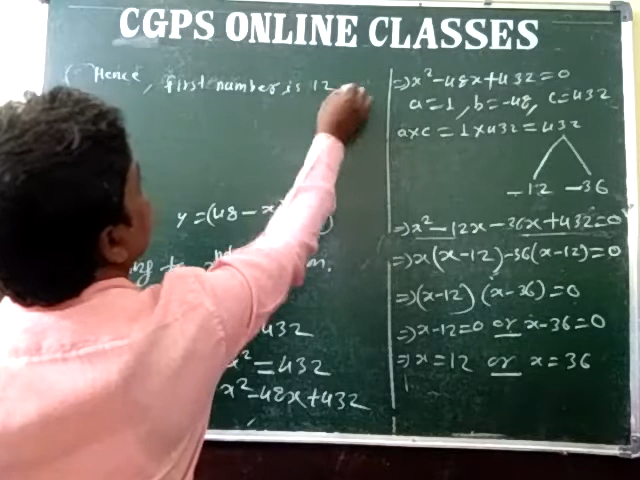 CGPS ONLINE CLASSES
Hence, first number is 12
y = (48 - x)
432
x² = 432
x² - 48x + 432
=> x² - 48x + 432 = 0
a = 1, b = -48, c = 432
a x c = 1 x 432 = 432
-12 -36
=> x² - 12x - 36x + 432 = 0
=> x(x - 12) - 36(x - 12) = 0
=> (x - 12) (x - 36) = 0
=> x - 12 = 0 or x - 36 = 0
=> x = 12 or x = 36